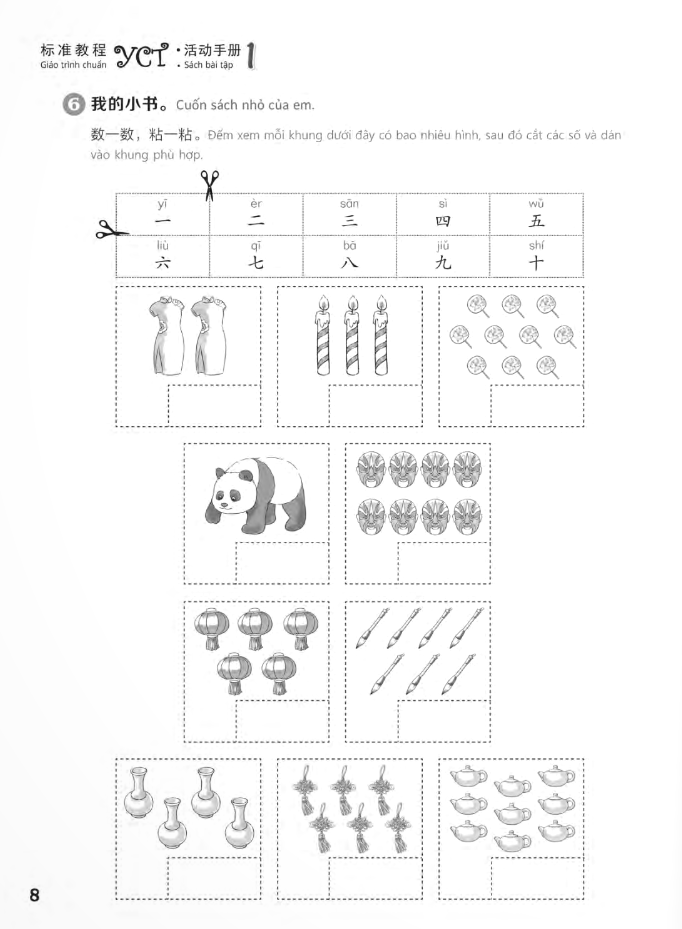 标准教程 YCT · 活动手册 1
Giáo trình chuẩn · Sách bài tập
6 我的小书。 Cuốn sách nhỏ của em.
数一数，粘一粘。Đếm xem mỗi khung dưới đây có bao nhiêu hình, sau đó cắt các số và dán
vào khung phù hợp.
yī èr sān sì wǔ
一 二 三 四 五
liù qī bā jiǔ shí
六 七 八 九 十
8